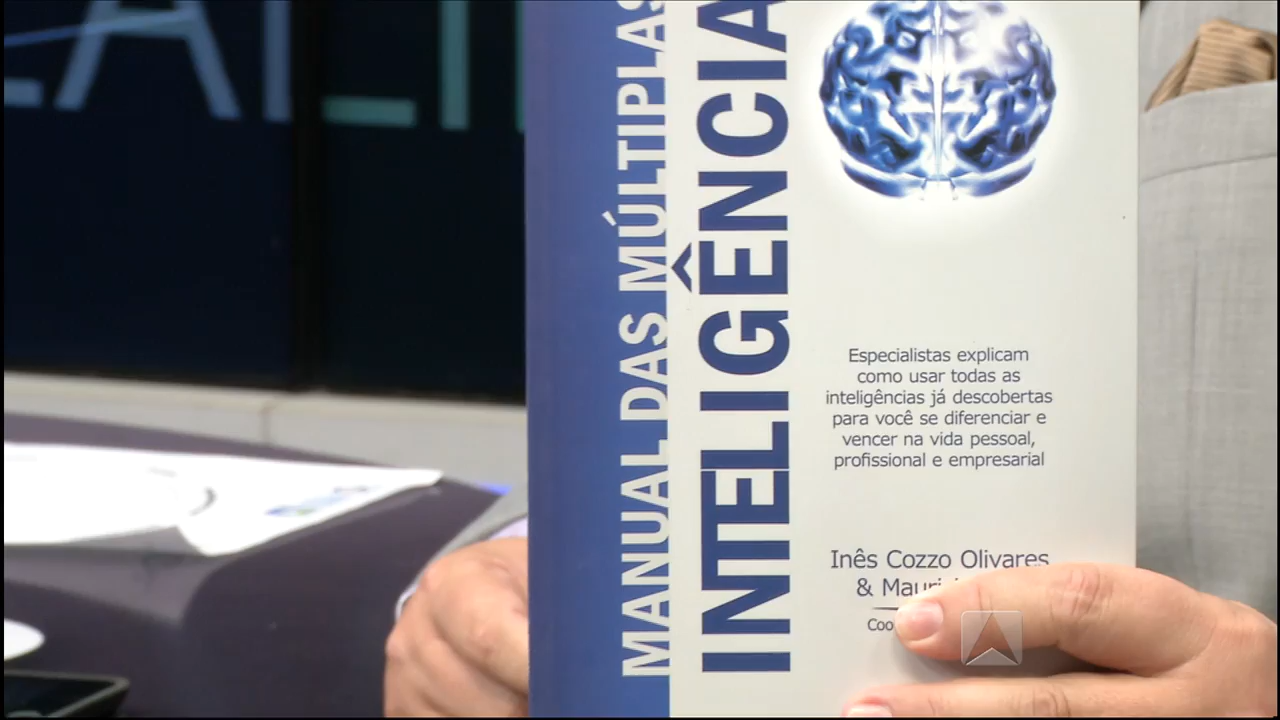 MANUAL DAS MÚLTIPLAS
INTELIGÊNCIA
Especialistas explicam
como usar todas as
inteligências já descobertas
para você se diferenciar e
vencer na vida pessoal,
profissional e empresarial
Inês Cozzo Olivares
&